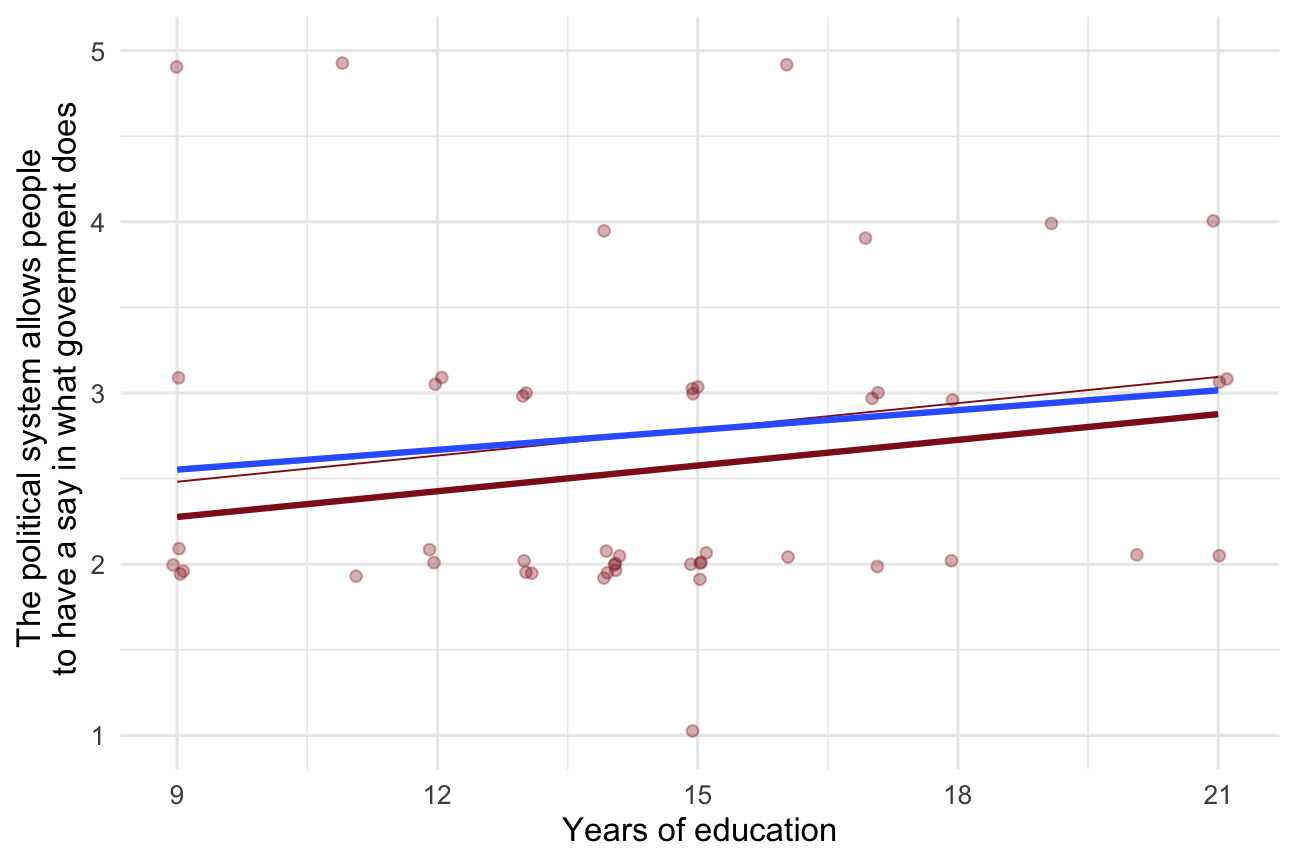 The political system allows people
to have a say in what government does
5
4
3
2
1
9 12 15 18 21
Years of education